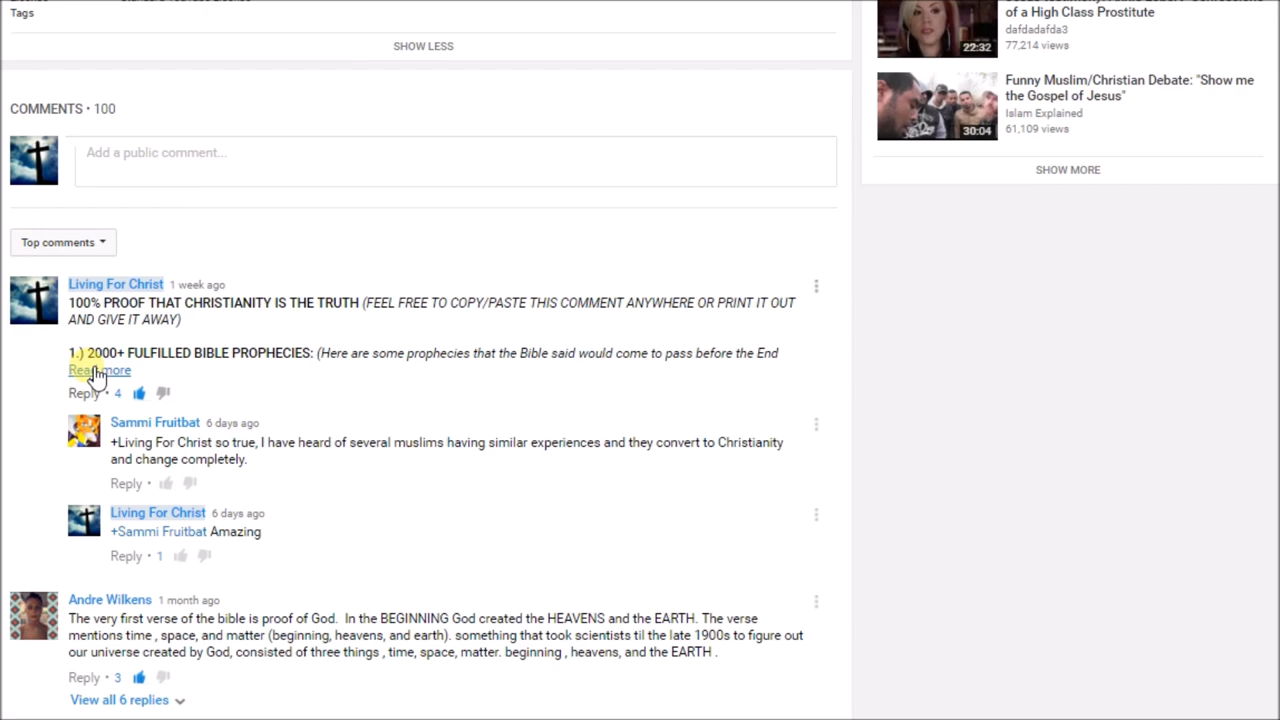 Tags
SHOW LESS
COMMENTS • 100
Add a public comment...
Top comments
Living For Christ 1 week ago
100% PROOF THAT CHRISTIANITY IS THE TRUTH (FEEL FREE TO COPY/PASTE THIS COMMENT ANYWHERE OR PRINT IT OUT
AND GIVE IT AWAY)
1.) 2000+ FULFILLED BIBLE PROPHECIES: (Here are some prophecies that the Bible said would come to pass before the End
Read more
Reply • 4
Sammi Fruitbat 6 days ago
+Living For Christ so true, I have heard of several muslims having similar experiences and they convert to Christianity
and change completely.
Reply •
Living For Christ 6 days ago
+Sammi Fruitbat Amazing
Reply • 1
Andre Wilkens 1 month ago
The very first verse of the bible is proof of God. In the BEGINNING God created the HEAVENS and the EARTH. The verse
mentions time , space, and matter (beginning, heavens, and earth). something that took scientists til the late 1900s to figure out
our universe created by God, consisted of three things , time, space, matter. beginning , heavens, and the EARTH .
Reply • 3
View all 6 replies
of a High Class Prostitute
dafdadafda3
77,214 views
22:32
Funny Muslim/Christian Debate: "Show me
the Gospel of Jesus"
Islam Explained
61,109 views
30:04
SHOW MORE